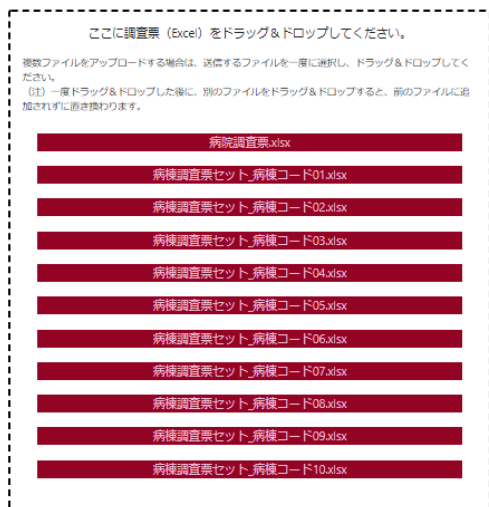 ここに調査票（Excel）をドラッグ＆ドロップしてください。
複数ファイルをアップロードする場合は、送信するファイルを一度に選択し、ドラッグ＆ドロップしてく
ださい。
（注）一度ドラッグ＆ドロップした後に、別のファイルをドラッグ＆ドロップすると、前のファイルに追
加されずに置き換わります。
病院調査票.xlsx
病棟調査票セット_病棟コード01.xlsx
病棟調査票セット_病棟コード02.xlsx
病棟調査票セット_病棟コード03.xlsx
病棟調査票セット_病棟コード04.xlsx
病棟調査票セット_病棟コード05.xlsx
病棟調査票セット_病棟コード06.xlsx
病棟調査票セット_病棟コード07.xlsx
病棟調査票セット_病棟コード08.xlsx
病棟調査票セット_病棟コード09.xlsx
病棟調査票セット_病棟コード10.xlsx